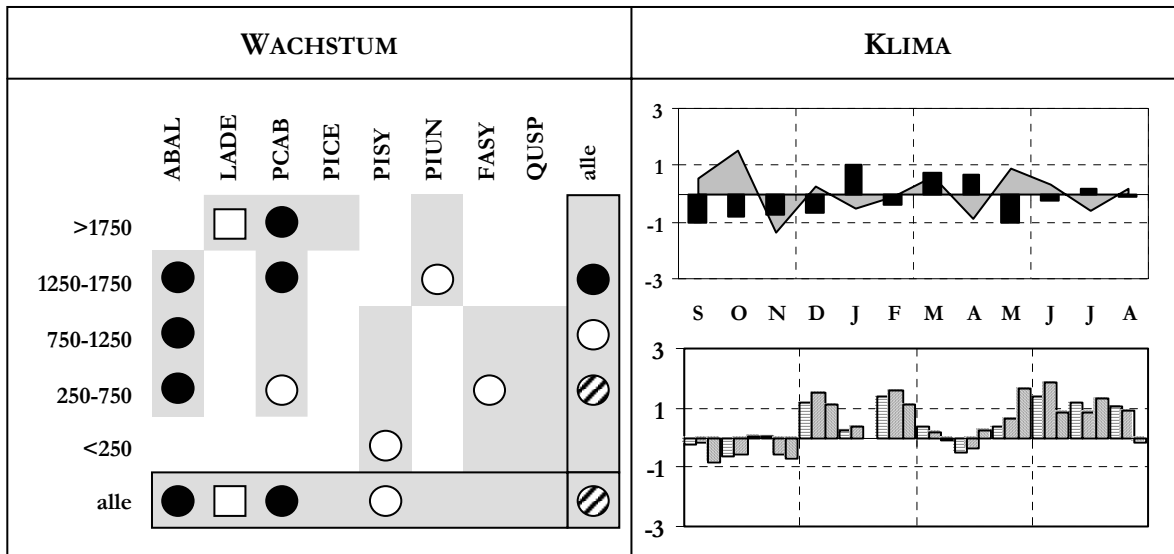 WACHSTUM
KLIMA
ABAL LADE PCAB PICE PISY PIUN FASY QUSP alle
>1750
1250-1750
750-1250
250-750
<250
alle
3
1
-1
-3
S O N D J F M A M J J A
3
1
-1
-3